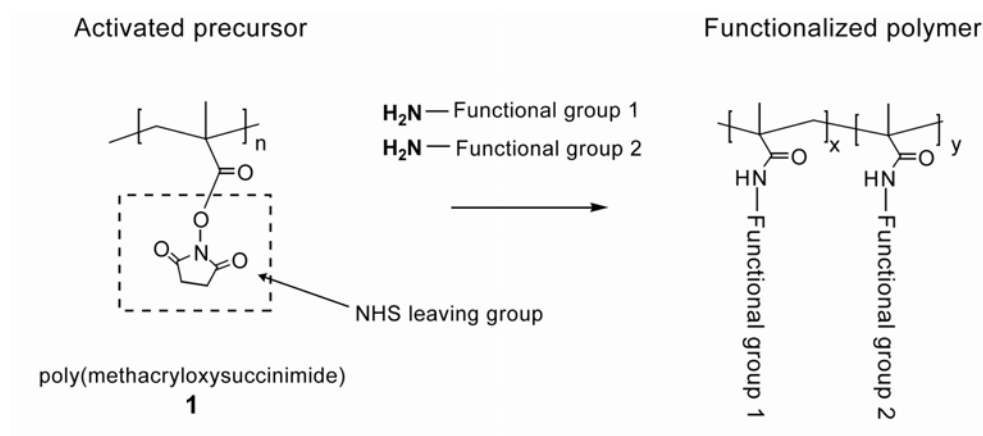 Activated precursor
Functionalized polymer
H2N—Functional group 1
H2N—Functional group 2
n
O
O
O
N
O
NHS leaving group
poly(methacryloxysuccinimide)
1
x
y
O
O
HN
HN
Functional group 1
Functional group 2